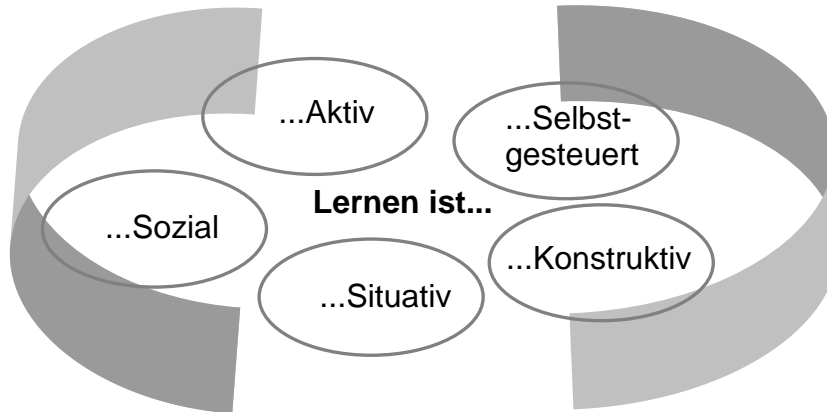 ...Aktiv
...Selbst-
gesteuert
Lernen ist...
...Sozial
...Konstruktiv
...Situativ